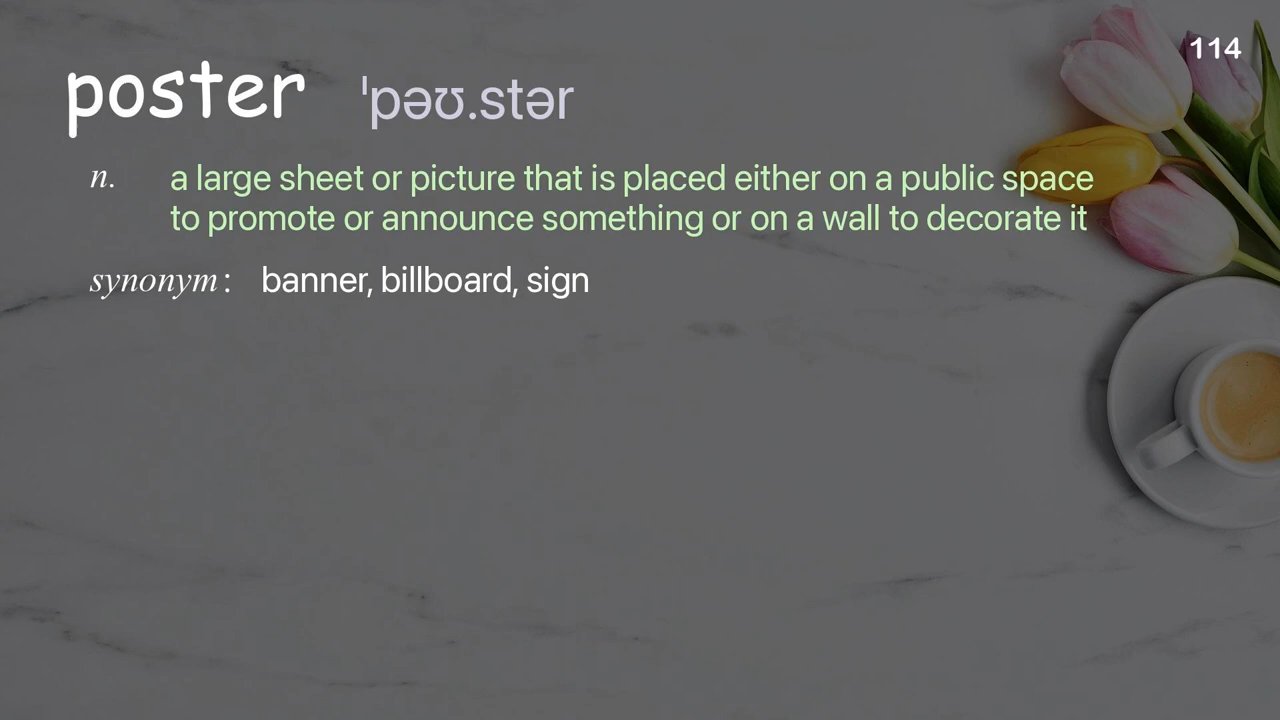 114
poster ˈpəʊ.stər
n. a large sheet or picture that is placed either on a public space
to promote or announce something or on a wall to decorate it
synonym: banner, billboard, sign